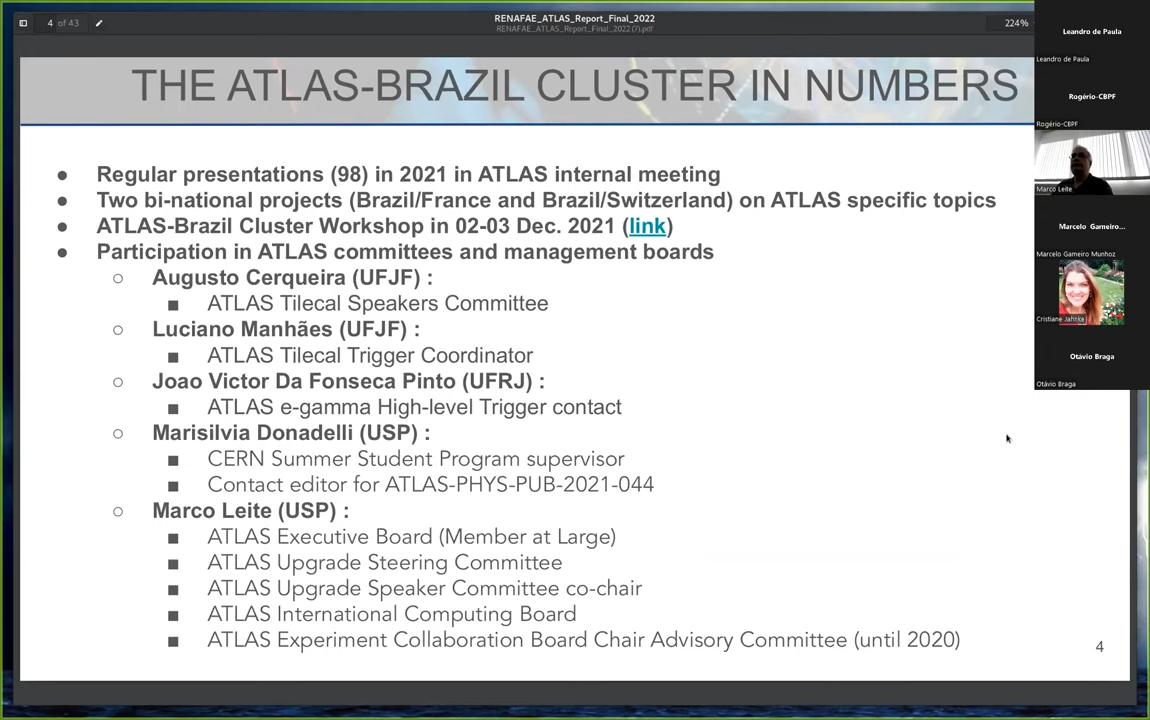 4 of 43
RENAFAE_ATLAS_Report_Final_2022
RENAFAE_ATLAS_Report_Final_2022 (7).pdf
224%
THE ATLAS-BRAZIL CLUSTER IN NUMBERS
● Regular presentations (98) in 2021 in ATLAS internal meeting
● Two bi-national projects (Brazil/France and Brazil/Switzerland) on ATLAS specific topics
● ATLAS-Brazil Cluster Workshop in 02-03 Dec. 2021 (link)
● Participation in ATLAS committees and management boards
○ Augusto Cerqueira (UFJF) :
■ ATLAS Tilecal Speakers Committee
○ Luciano Manhães (UFJF) :
■ ATLAS Tilecal Trigger Coordinator
○ Joao Victor Da Fonseca Pinto (UFRJ) :
■ ATLAS e-gamma High-level Trigger contact
○ Marisilvia Donadelli (USP) :
■ CERN Summer Student Program supervisor
■ Contact editor for ATLAS-PHYS-PUB-2021-044
○ Marco Leite (USP) :
■ ATLAS Executive Board (Member at Large)
■ ATLAS Upgrade Steering Committee
■ ATLAS Upgrade Speaker Committee co-chair
■ ATLAS International Computing Board
■ ATLAS Experiment Collaboration Board Chair Advisory Committee (until 2020)
4
Leandro de Paula
Leandro de Paula
Rogério-CBPF
Rogério-CBPF
Marco Leite
Marcelo Gameiro...
Marcelo Gameiro Munhoz
Cristiane Jahnke
Otávio Braga
Otávio Braga